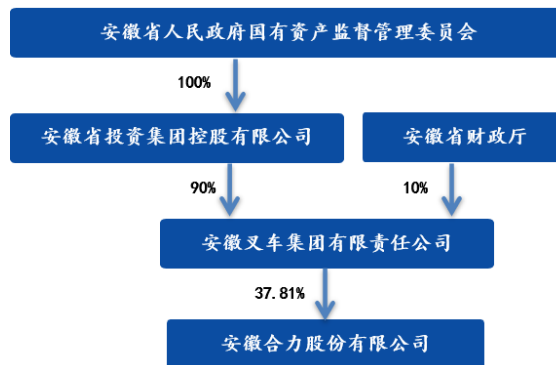 安徽省人民政府国有资产监督管理委员会
100%
安徽省投资集团控股有限公司
安徽省财政厅
90%
10%
安徽叉车集团有限责任公司
37.81%
安徽合力股份有限公司